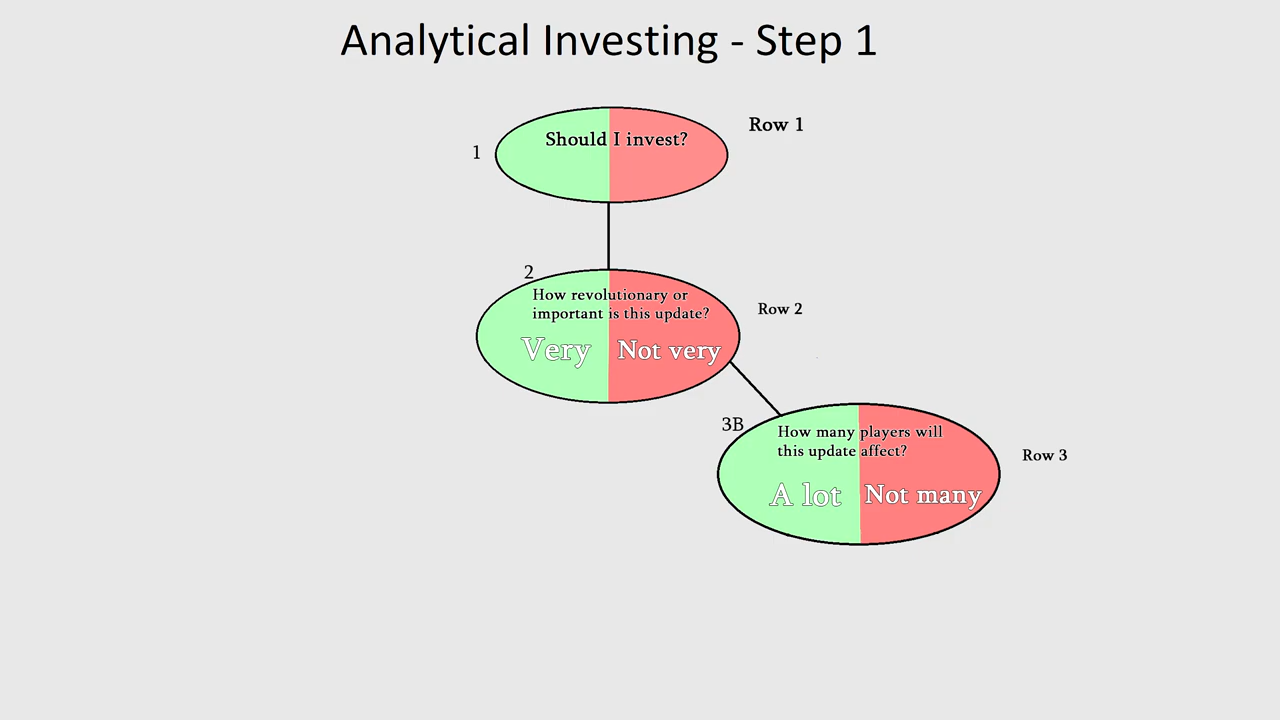 Analytical Investing - Step 1
Row 1
Should I invest?
1
2
How revolutionary or
important is this update?
Row 2
Very Not very
3B
How many players will
this update affect?
Row 3
A lot Not many